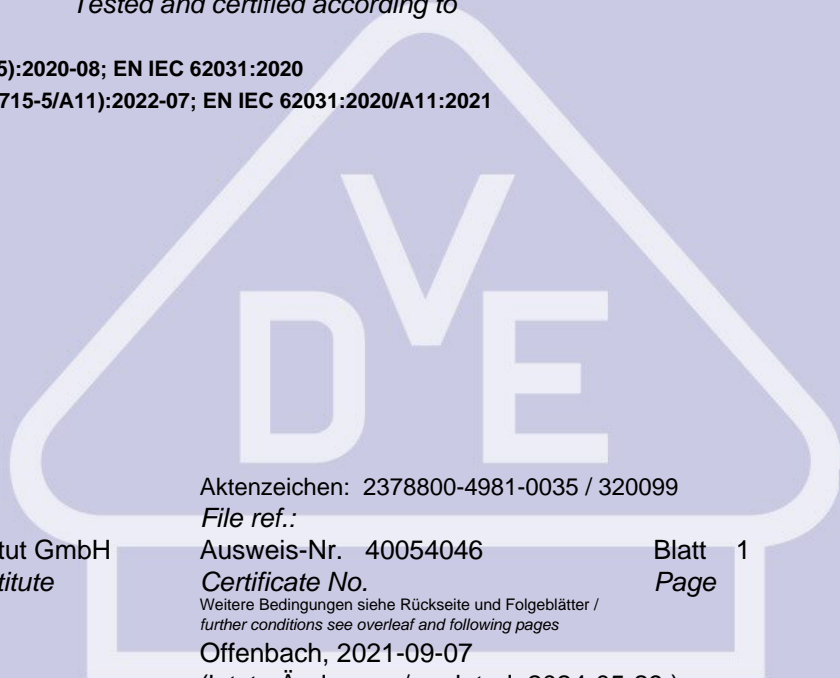 Tested and certified according to
5):2020-08; EN IEC 62031:2020
715-5/A11):2022-07; EN IEC 62031:2020/A11:2021
V
D E
Aktenzeichen: 2378800-4981-0035 / 320099
File ref.:
tut GmbH Ausweis-Nr. 40054046 Blatt 1
titute Certificate No. Page
Weitere Bedingungen siehe Rückseite und Folgeblätter /
further conditions see overleaf and following pages
Offenbach, 2021-09-07